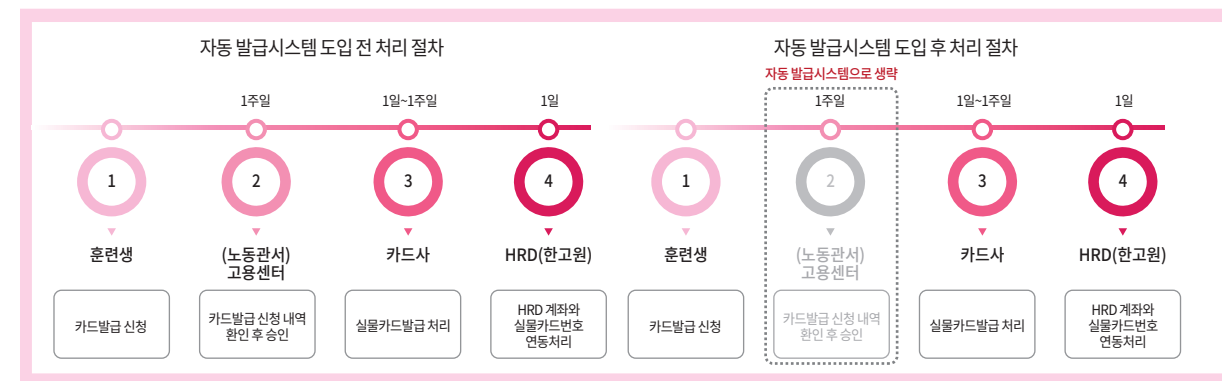 자동 발급시스템 도입 전 처리 절차
1주일
1일~1주일
1일
1
2
3
4
훈련생
(노동관서)
고용센터
카드사
HRD(한고원)
카드발급 신청
카드발급 신청 내역
환인 후 승인
실물카드발급 처리
HRD 계좌와
실물카드번호
연동처리
자동 발급시스템 도입 후 처리 절차
자동 발급시스템으로 생략
1주일
1일~1주일
1일
1
2
3
4
훈련생
(노동관서)
고용센터
카드사
HRD(한고원)
카드발급 신청
카드발급 신청 내역
환인 후 승인
실물카드발급 처리
HRD 계좌와
실물카드번호
연동처리